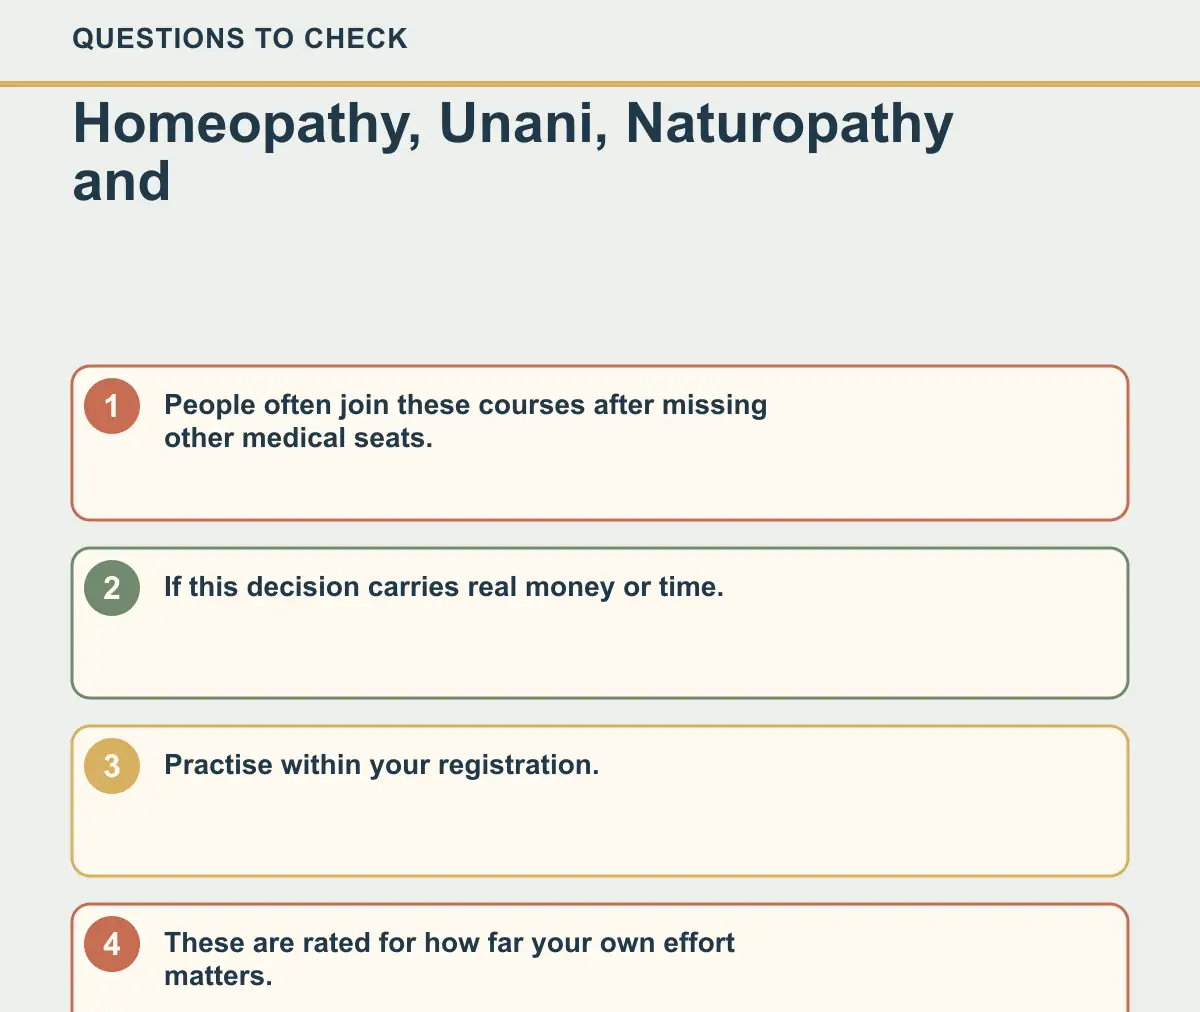 QUESTIONS TO CHECK
Homeopathy, Unani, Naturopathy
and
1
People often join these courses after missing
other medical seats.
2
If this decision carries real money or time.
3
Practise within your registration.
4
These are rated for how far your own effort
matters.